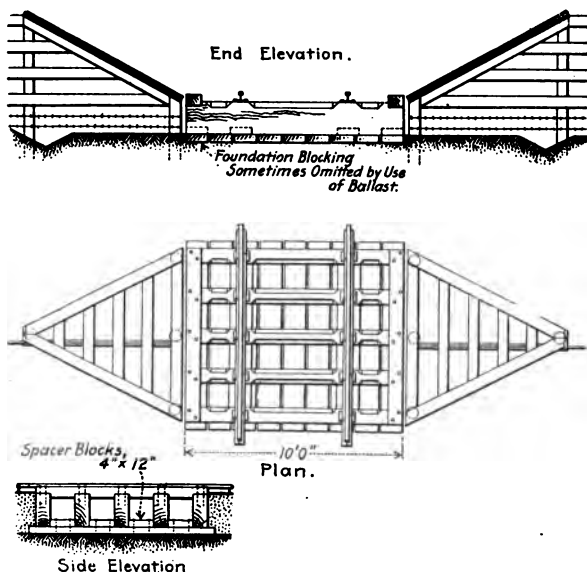 End Elevation.
Foundation Blocking
Sometimes Omitted by Use
of Ballast.
10'0"
Plan.
Spacer Blocks,
4" x 12"
Side Elevation